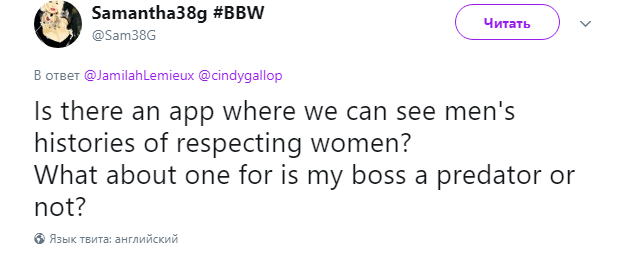 Samantha38g #BBW
@Sam38G
Читать
В ответ @JamilahLemieux @cindygallop
Is there an app where we can see men's
histories of respecting women?
What about one for is my boss a predator or
not?
Язык твита: английский